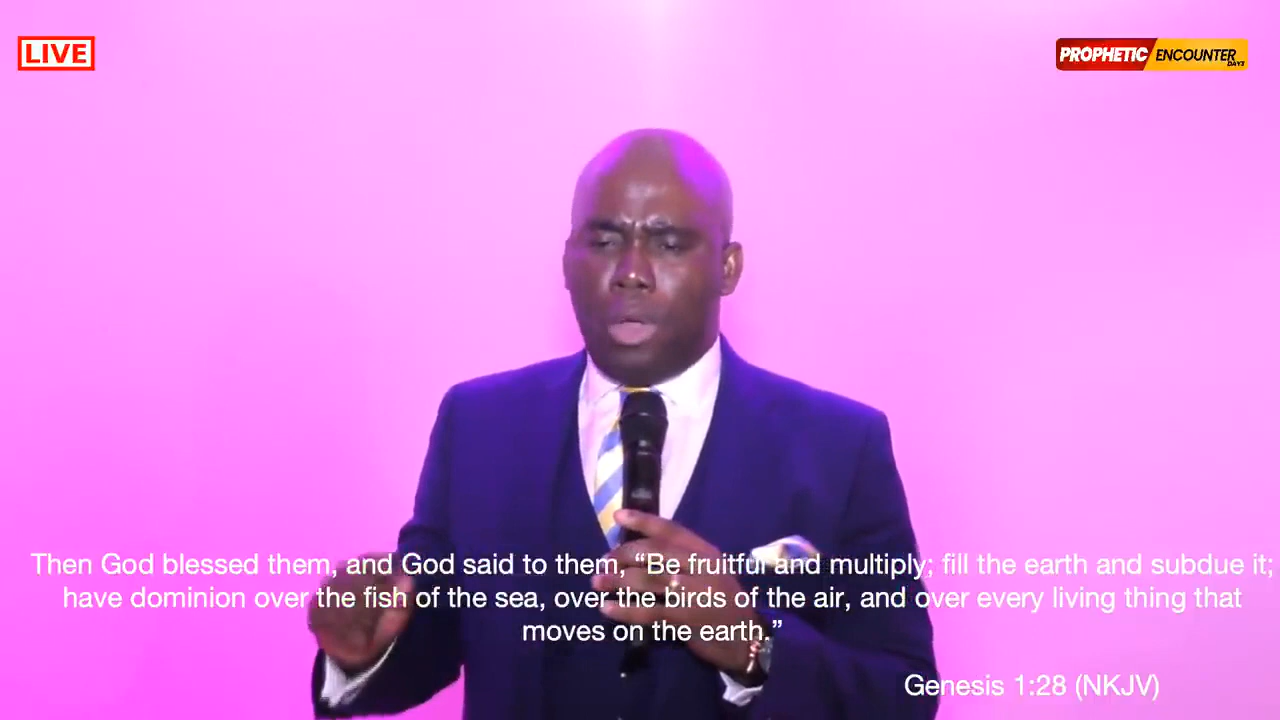 LIVE
PROPHETIC ENCOUNTER
DAYS
Then God blessed them, and God said to them, “Be fruitful and multiply; fill the earth and subdue it;
have dominion over the fish of the sea, over the birds of the air, and over every living thing that
moves on the earth.”
Genesis 1:28 (NKJV)